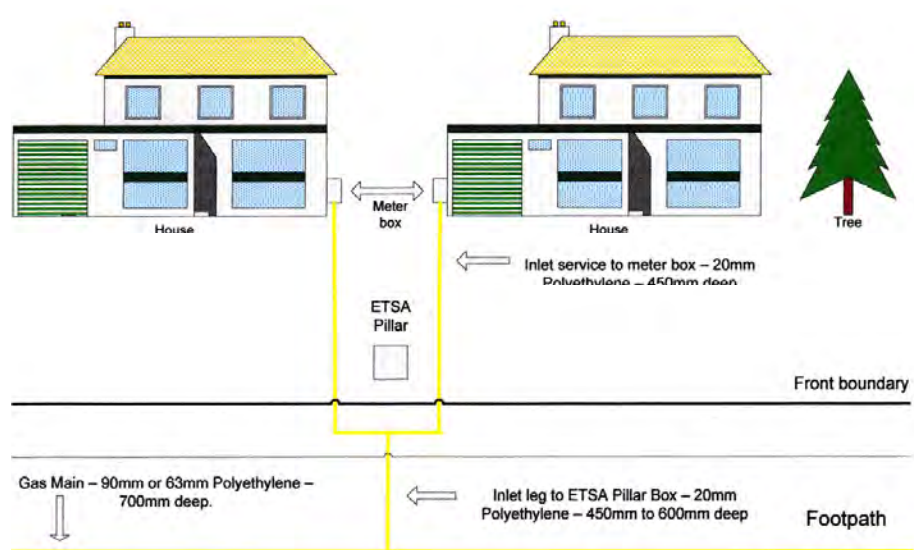 Meter
box
House
House
Tree
Inlet service to meter box – 20mm
Polyethylene – 450mm deep
ETSA
Pillar
Front boundary
Gas Main – 90mm or 63mm Polyethylene –
700mm deep.
Inlet leg to ETSA Pillar Box – 20mm
Polyethylene – 450mm to 600mm deep
Footpath